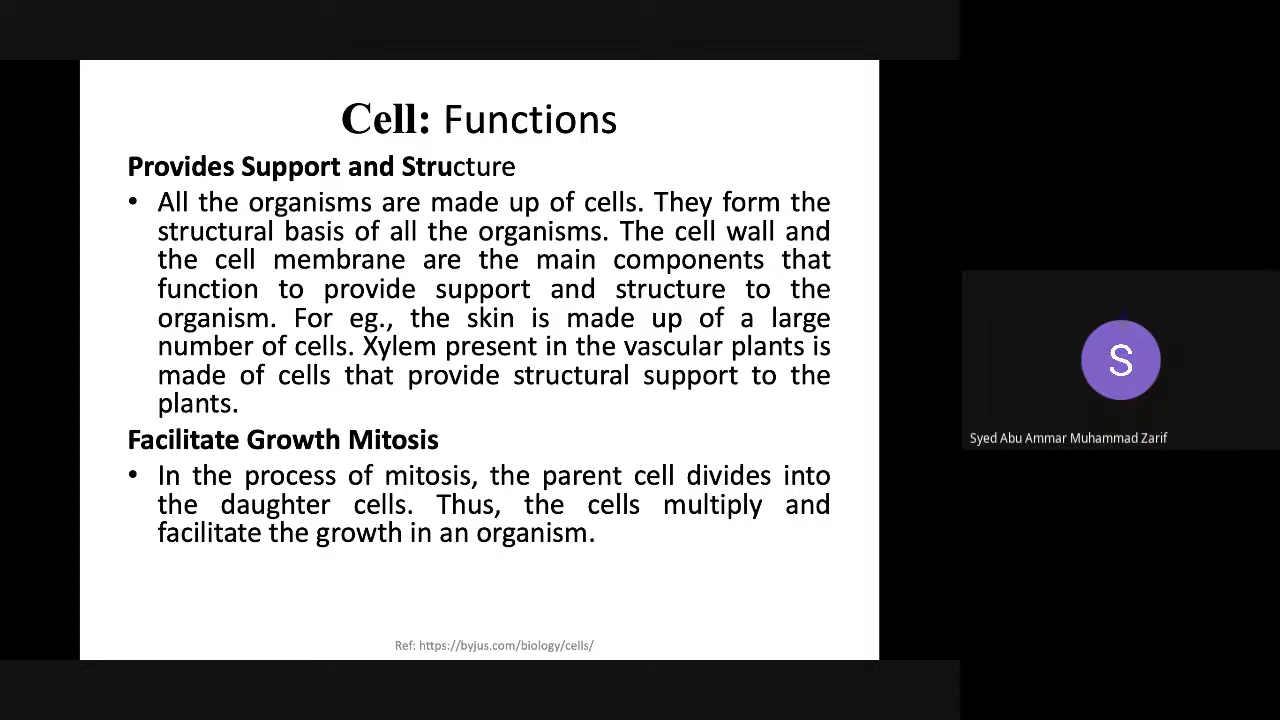 Cell: Functions
Provides Support and Structure
• All the organisms are made up of cells. They form the
structural basis of all the organisms. The cell wall and
the cell membrane are the main components that
function to provide support and structure to the
organism. For eg., the skin is made up of a large
number of cells. Xylem present in the vascular plants is
made of cells that provide structural support to the
plants.
Facilitate Growth Mitosis
• In the process of mitosis, the parent cell divides into
the daughter cells. Thus, the cells multiply and
facilitate the growth in an organism.
Ref: https://byjus.com/biology/cells/
S
Syed Abu Ammar Muhammad Zarif